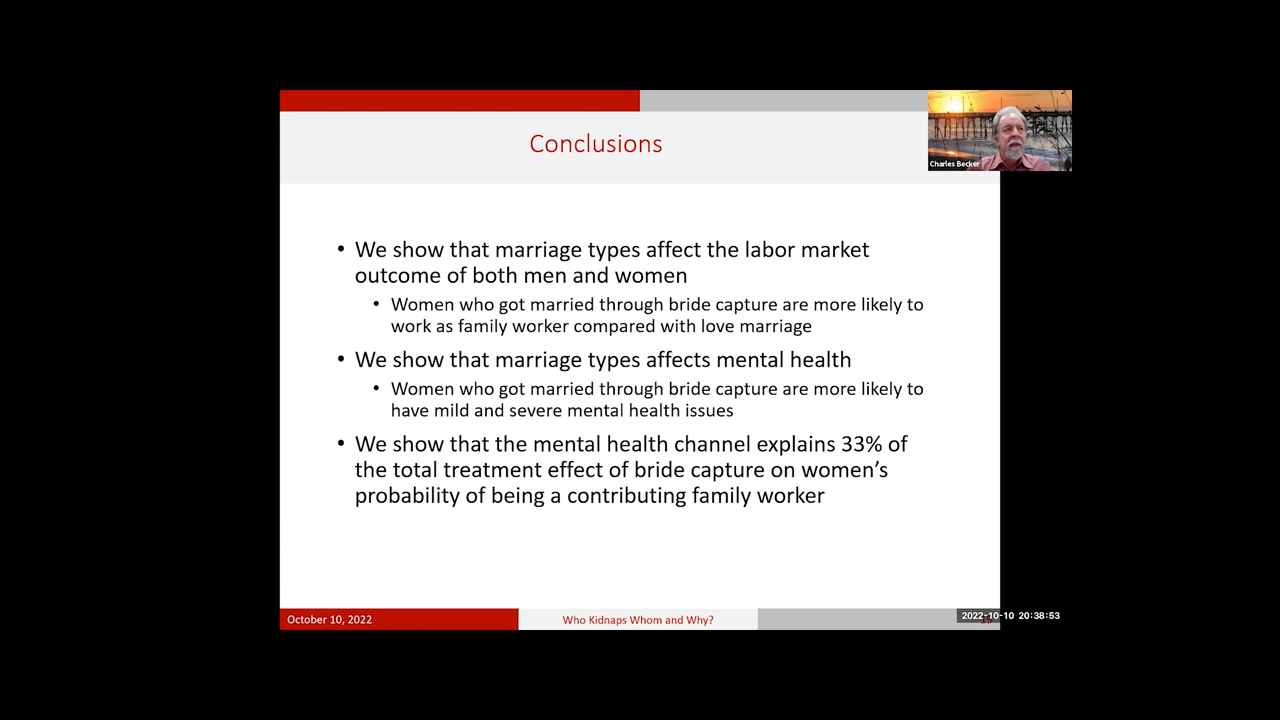 Conclusions
Charles Becker
• We show that marriage types affect the labor market
outcome of both men and women
• Women who got married through bride capture are more likely to
work as family worker compared with love marriage
• We show that marriage types affects mental health
• Women who got married through bride capture are more likely to
have mild and severe mental health issues
• We show that the mental health channel explains 33% of
the total treatment effect of bride capture on women’s
probability of being a contributing family worker
October 10, 2022
Who Kidnaps Whom and Why?
2022-10-10 20:38:53